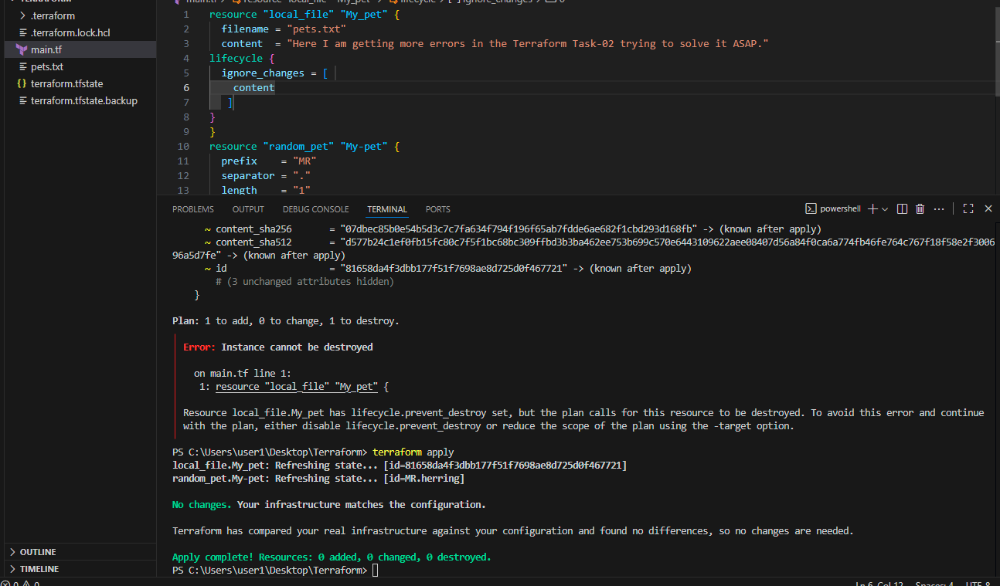 TERRAFORM
main.tf > resource "local_file" "My_pet" > lifecycle > [ ] ignore_changes > 0
.terraform
.terraform.lock.hcl
main.tf
pets.txt
terraform.tfstate
terraform.tfstate.backup
1 resource "local_file" "My_pet" {
2 filename = "pets.txt"
3 content = "Here I am getting more errors in the Terraform Task-02 trying to solve it ASAP."
4 lifecycle {
5 ignore_changes = [
6 content
7 ]
8 }
9 }
10 resource "random_pet" "My-pet" {
11 prefix = "MR"
12 separator = "."
13 length = "1"
PROBLEMS OUTPUT DEBUG CONSOLE TERMINAL PORTS powershell
~ content_sha256 = "07dbec85b0e54b5d3c7c7fa634f794f196f65ab7fdde6ae682f1cbd293d168fb" -> (known after apply)
~ content_sha512 = "d577b24c1ef0fb15fc80c7f5f1bc68bc309ffbd3b3ba462ee753b699c570e6443109622aee08407d56a84f0ca6a774fb46fe764c767f18f58e2f3006
96a5d7fe" -> (known after apply)
~ id = "81658da4f3dbb177f51f7698ae8d725d0f467721" -> (known after apply)
# (3 unchanged attributes hidden)
}
Plan: 1 to add, 0 to change, 1 to destroy.
Error: Instance cannot be destroyed
on main.tf line 1:
1: resource "local_file" "My_pet" {
Resource local_file.My_pet has lifecycle.prevent_destroy set, but the plan calls for this resource to be destroyed. To avoid this error and continue
with the plan, either disable lifecycle.prevent_destroy or reduce the scope of the plan using the -target option.
PS C:\Users\user1\Desktop\Terraform> terraform apply
local_file.My_pet: Refreshing state... [id=81658da4f3dbb177f51f7698ae8d725d0f467721]
random_pet.My-pet: Refreshing state... [id=MR.herring]
No changes. Your infrastructure matches the configuration.
Terraform has compared your real infrastructure against your configuration and found no differences, so no changes are needed.
Apply complete! Resources: 0 added, 0 changed, 0 destroyed.
PS C:\Users\user1\Desktop\Terraform>
OUTLINE
TIMELINE
0 0 Ln 6, Col 12 Spaces: 4 UTF-8